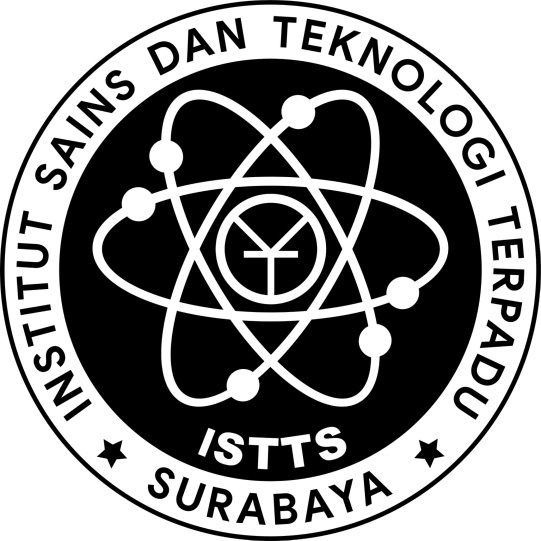 INSTITUT SAINS DAN TEKNOLOGI TERPADU
ISTTS
SURABAYA